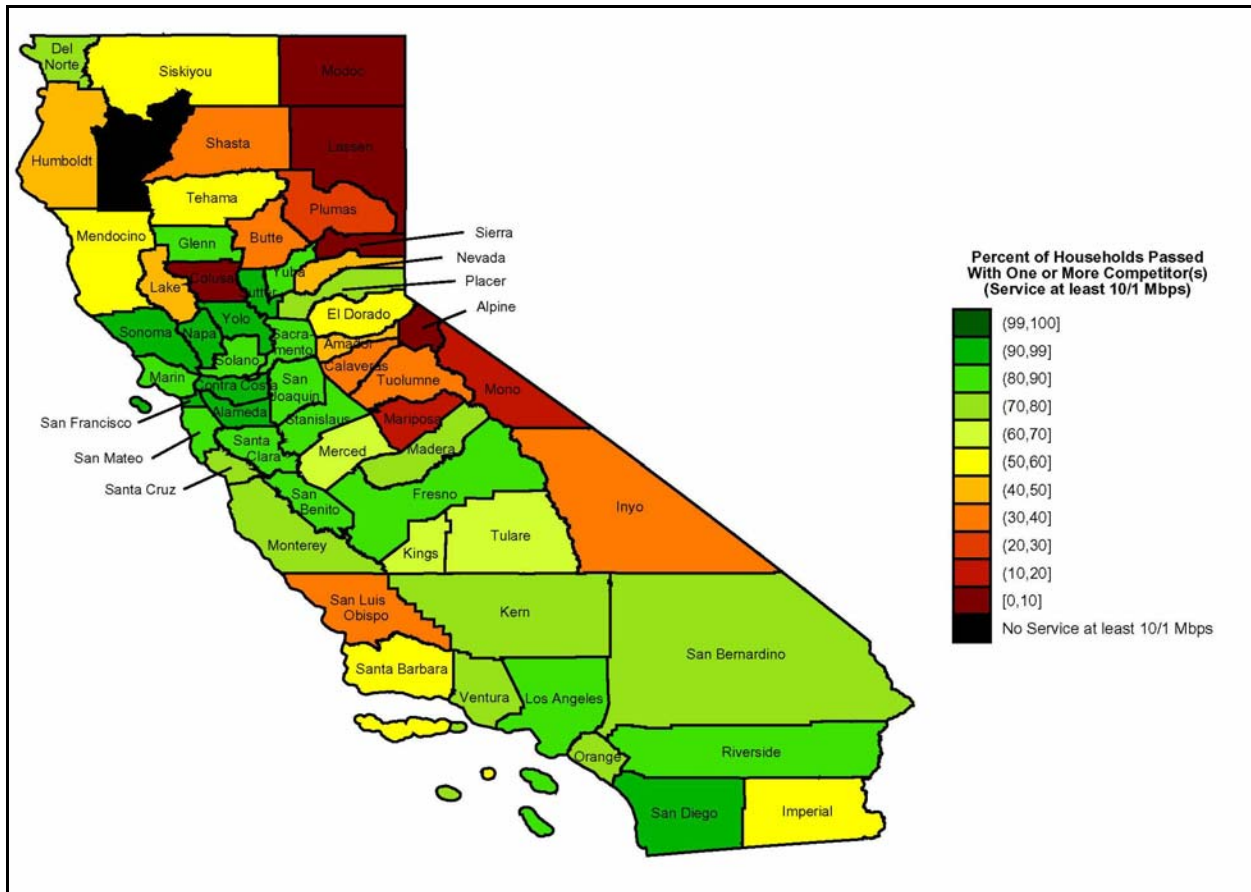 Del
Norte
Siskiyou
Modoc
Humboldt
Shasta
Lassen
Tehama
Plumas
Mendocino
Glenn
Butte
Sierra
Nevada
Placer
Alpine
Lake
Colusa
Sutter
Yuba
El Dorado
Sonoma
Napa
Yolo
Sacra-
mento
Amador
Solano
Calaveras
Marin
Contra Costa
San
Joaquin
Tuolumne
Mono
San Francisco
Alameda
Stanislaus
Mariposa
San Mateo
Santa
Clara
Merced
Madera
Santa Cruz
San
Benito
Fresno
Inyo
Monterey
Kings
Tulare
San Luis
Obispo
Kern
San Bernardino
Santa Barbara
Ventura
Los Angeles
Orange
Riverside
San Diego
Imperial
Percent of Households Passed
With One or More Competitor(s)
(Service at least 10/1 Mbps)
(99,100]
(90,99]
(80,90]
(70,80]
(60,70]
(50,60]
(40,50]
(30,40]
(20,30]
(10,20]
[0,10]
No Service at least 10/1 Mbps